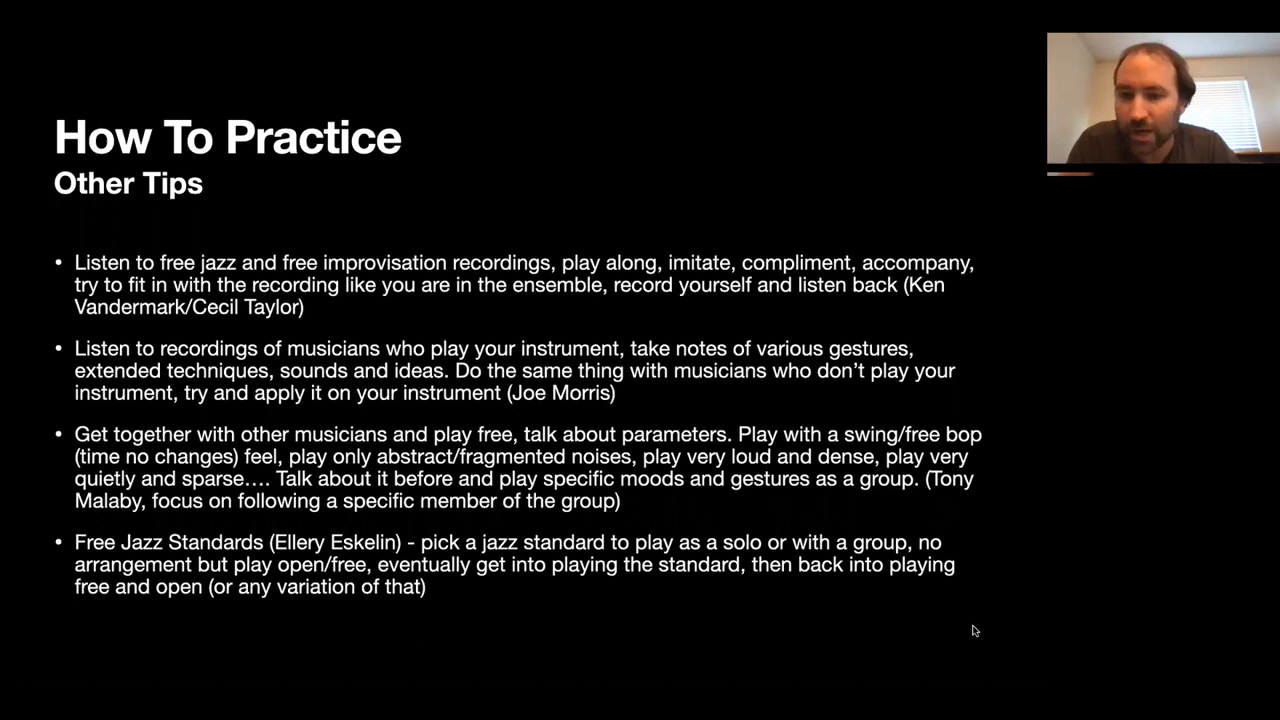 How To Practice
Other Tips
• Listen to free jazz and free improvisation recordings, play along, imitate, compliment, accompany,
try to fit in with the recording like you are in the ensemble, record yourself and listen back (Ken
Vandermark/Cecil Taylor)
• Listen to recordings of musicians who play your instrument, take notes of various gestures,
extended techniques, sounds and ideas. Do the same thing with musicians who don’t play your
instrument, try and apply it on your instrument (Joe Morris)
• Get together with other musicians and play free, talk about parameters. Play with a swing/free bop
(time no changes) feel, play only abstract/fragmented noises, play very loud and dense, play very
quietly and sparse…. Talk about it before and play specific moods and gestures as a group. (Tony
Malaby, focus on following a specific member of the group)
• Free Jazz Standards (Ellery Eskelin) - pick a jazz standard to play as a solo or with a group, no
arrangement but play open/free, eventually get into playing the standard, then back into playing
free and open (or any variation of that)